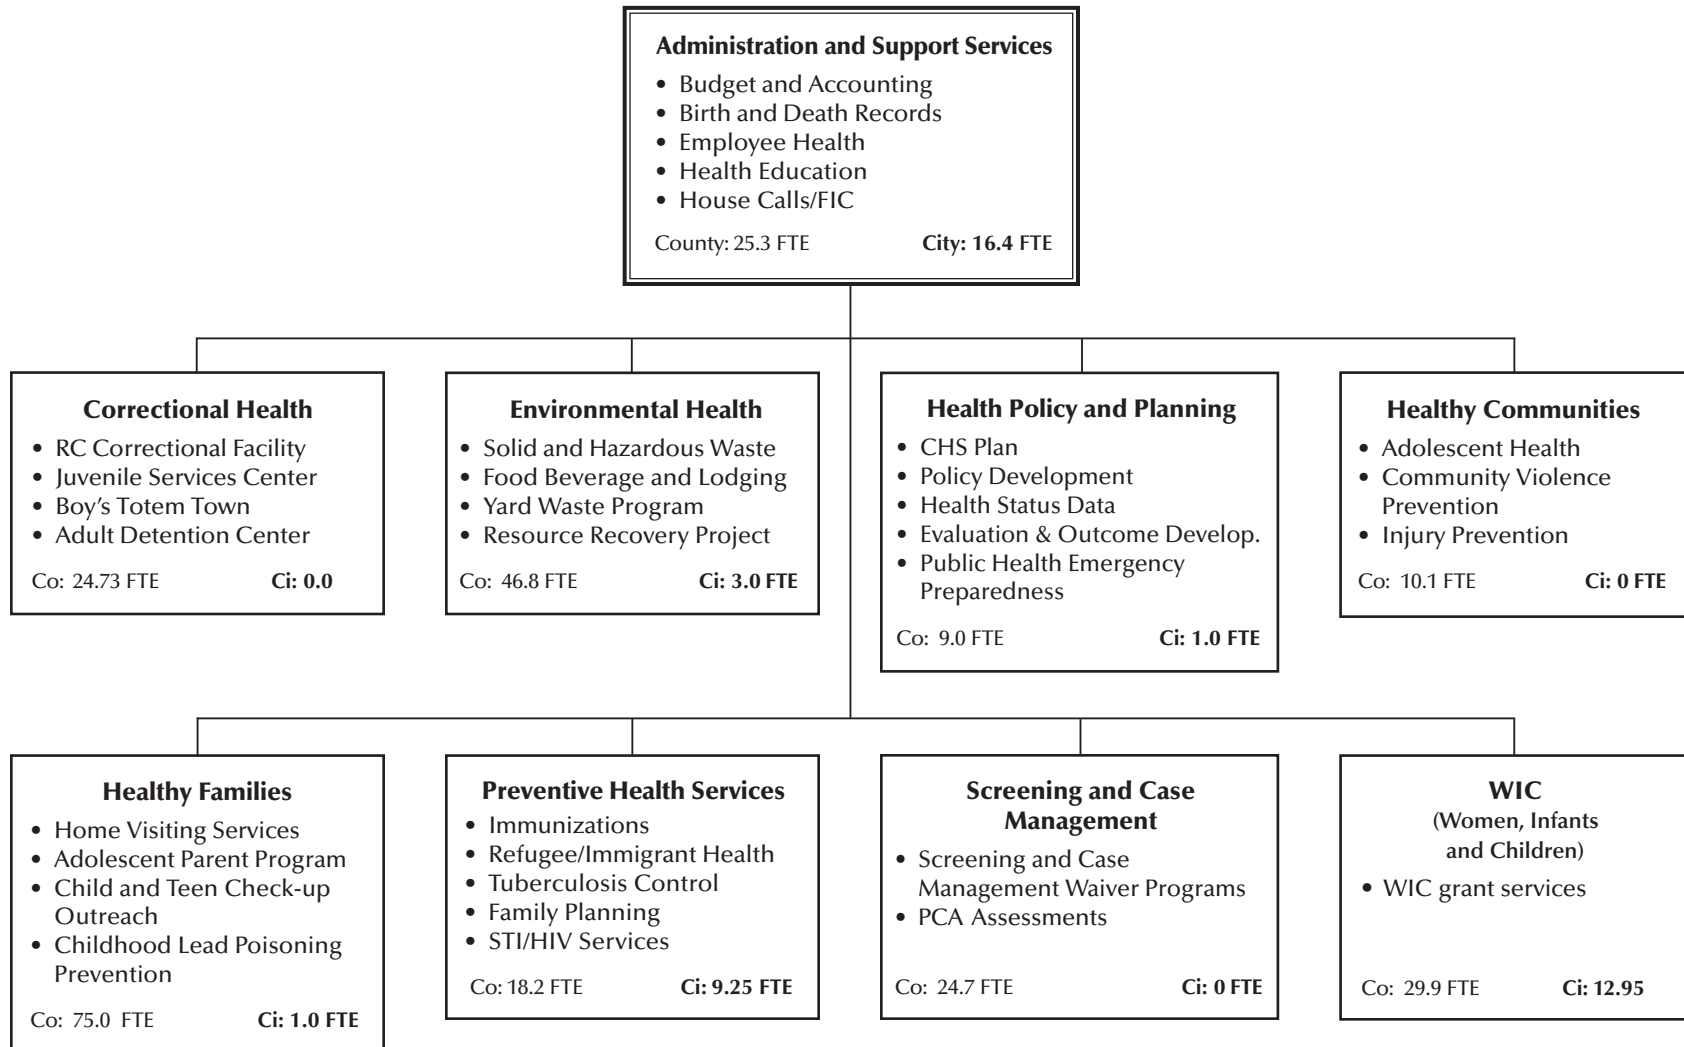 Administration and Support Services
• Budget and Accounting
• Birth and Death Records
• Employee Health
• Health Education
• House Calls/FIC
County: 25.3 FTE City: 16.4 FTE
Correctional Health
• RC Correctional Facility
• Juvenile Services Center
• Boy's Totem Town
• Adult Detention Center
Co: 24.73 FTE Ci: 0.0
Environmental Health
• Solid and Hazardous Waste
• Food Beverage and Lodging
• Yard Waste Program
• Resource Recovery Project
Co: 46.8 FTE Ci: 3.0 FTE
Health Policy and Planning
• CHS Plan
• Policy Development
• Health Status Data
• Evaluation & Outcome Develop.
• Public Health Emergency
Preparedness
Co: 9.0 FTE Ci: 1.0 FTE
Healthy Communities
• Adolescent Health
• Community Violence
Prevention
• Injury Prevention
Co: 10.1 FTE Ci: 0 FTE
Healthy Families
• Home Visiting Services
• Adolescent Parent Program
• Child and Teen Check-up
Outreach
• Childhood Lead Poisoning
Prevention
Co: 75.0 FTE Ci: 1.0 FTE
Preventive Health Services
• Immunizations
• Refugee/Immigrant Health
• Tuberculosis Control
• Family Planning
• STI/HIV Services
Co: 18.2 FTE Ci: 9.25 FTE
Screening and Case
Management
• Screening and Case
Management Waiver Programs
• PCA Assessments
Co: 24.7 FTE Ci: 0 FTE
WIC
(Women, Infants
and Children)
• WIC grant services
Co: 29.9 FTE Ci: 12.95